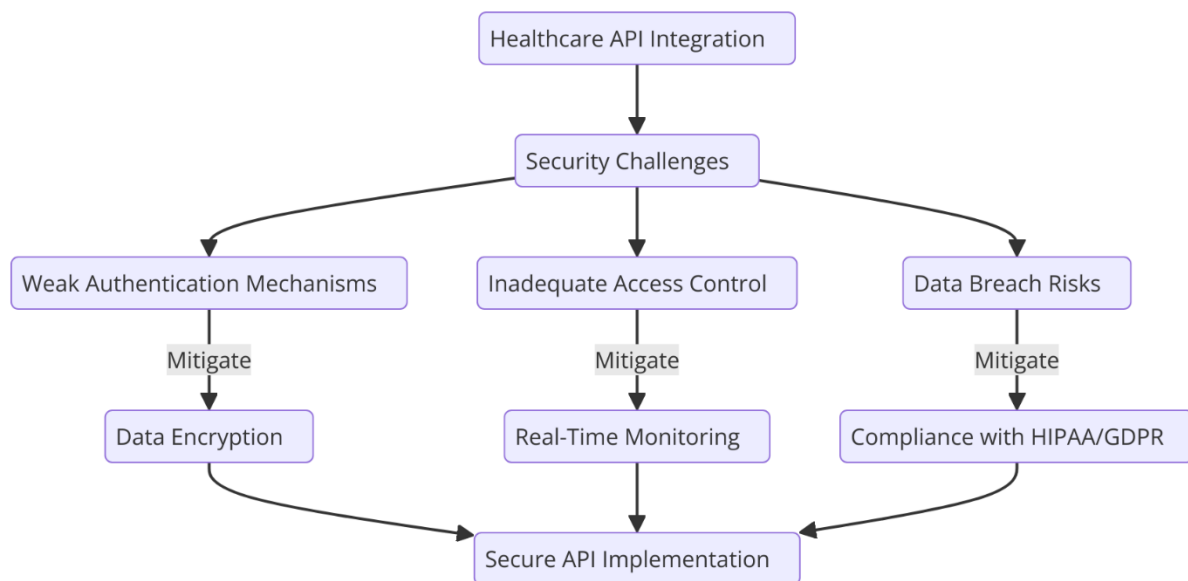 Healthcare API Integration
Security Challenges
Weak Authentication Mechanisms
Inadequate Access Control
Data Breach Risks
Mitigate
Mitigate
Mitigate
Data Encryption
Real-Time Monitoring
Compliance with HIPAA/GDPR
Secure API Implementation